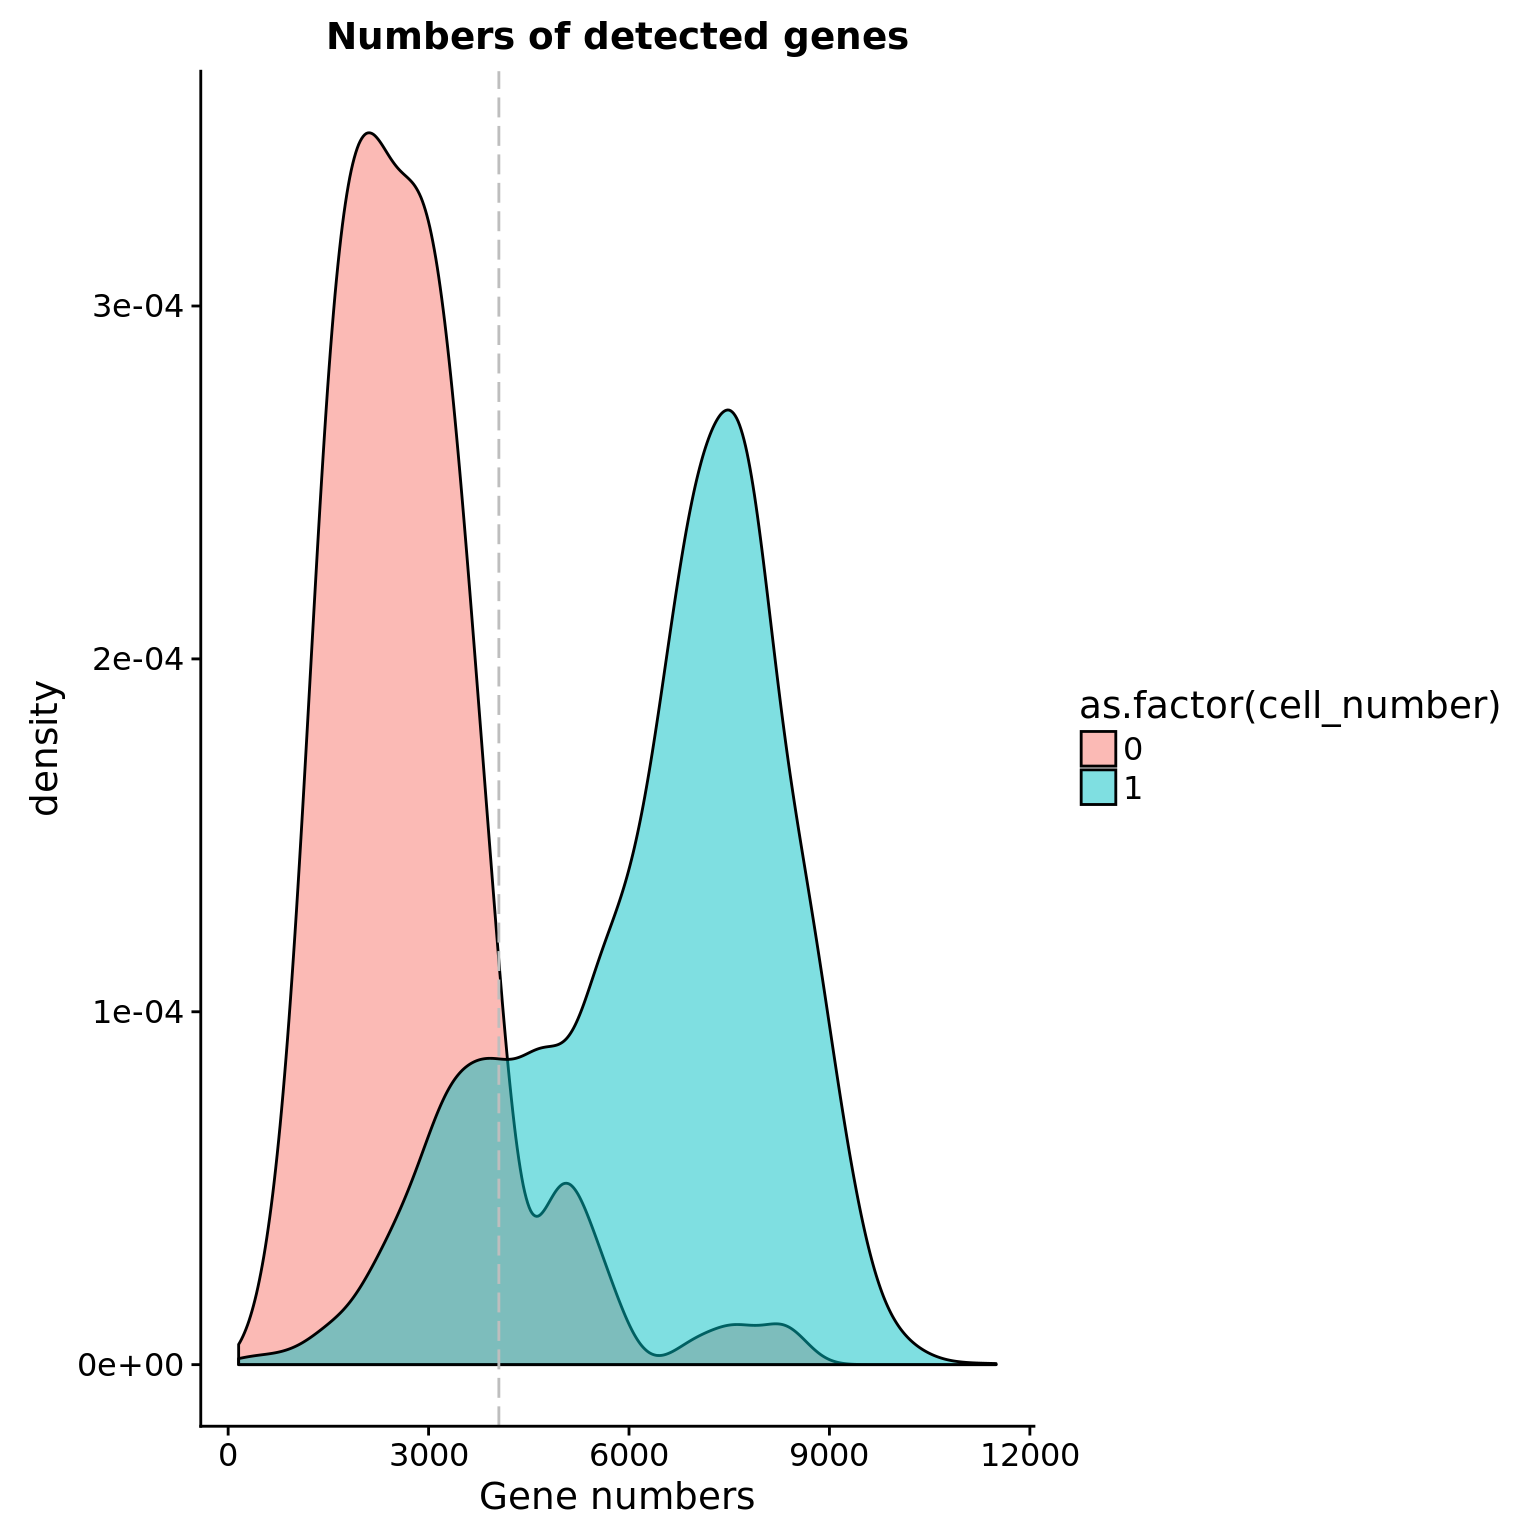 Numbers of detected genes
3e-04
2e-04
1e-04
0e+00
density
0 3000 6000 9000 12000
Gene numbers
as.factor(cell_number)
0
1